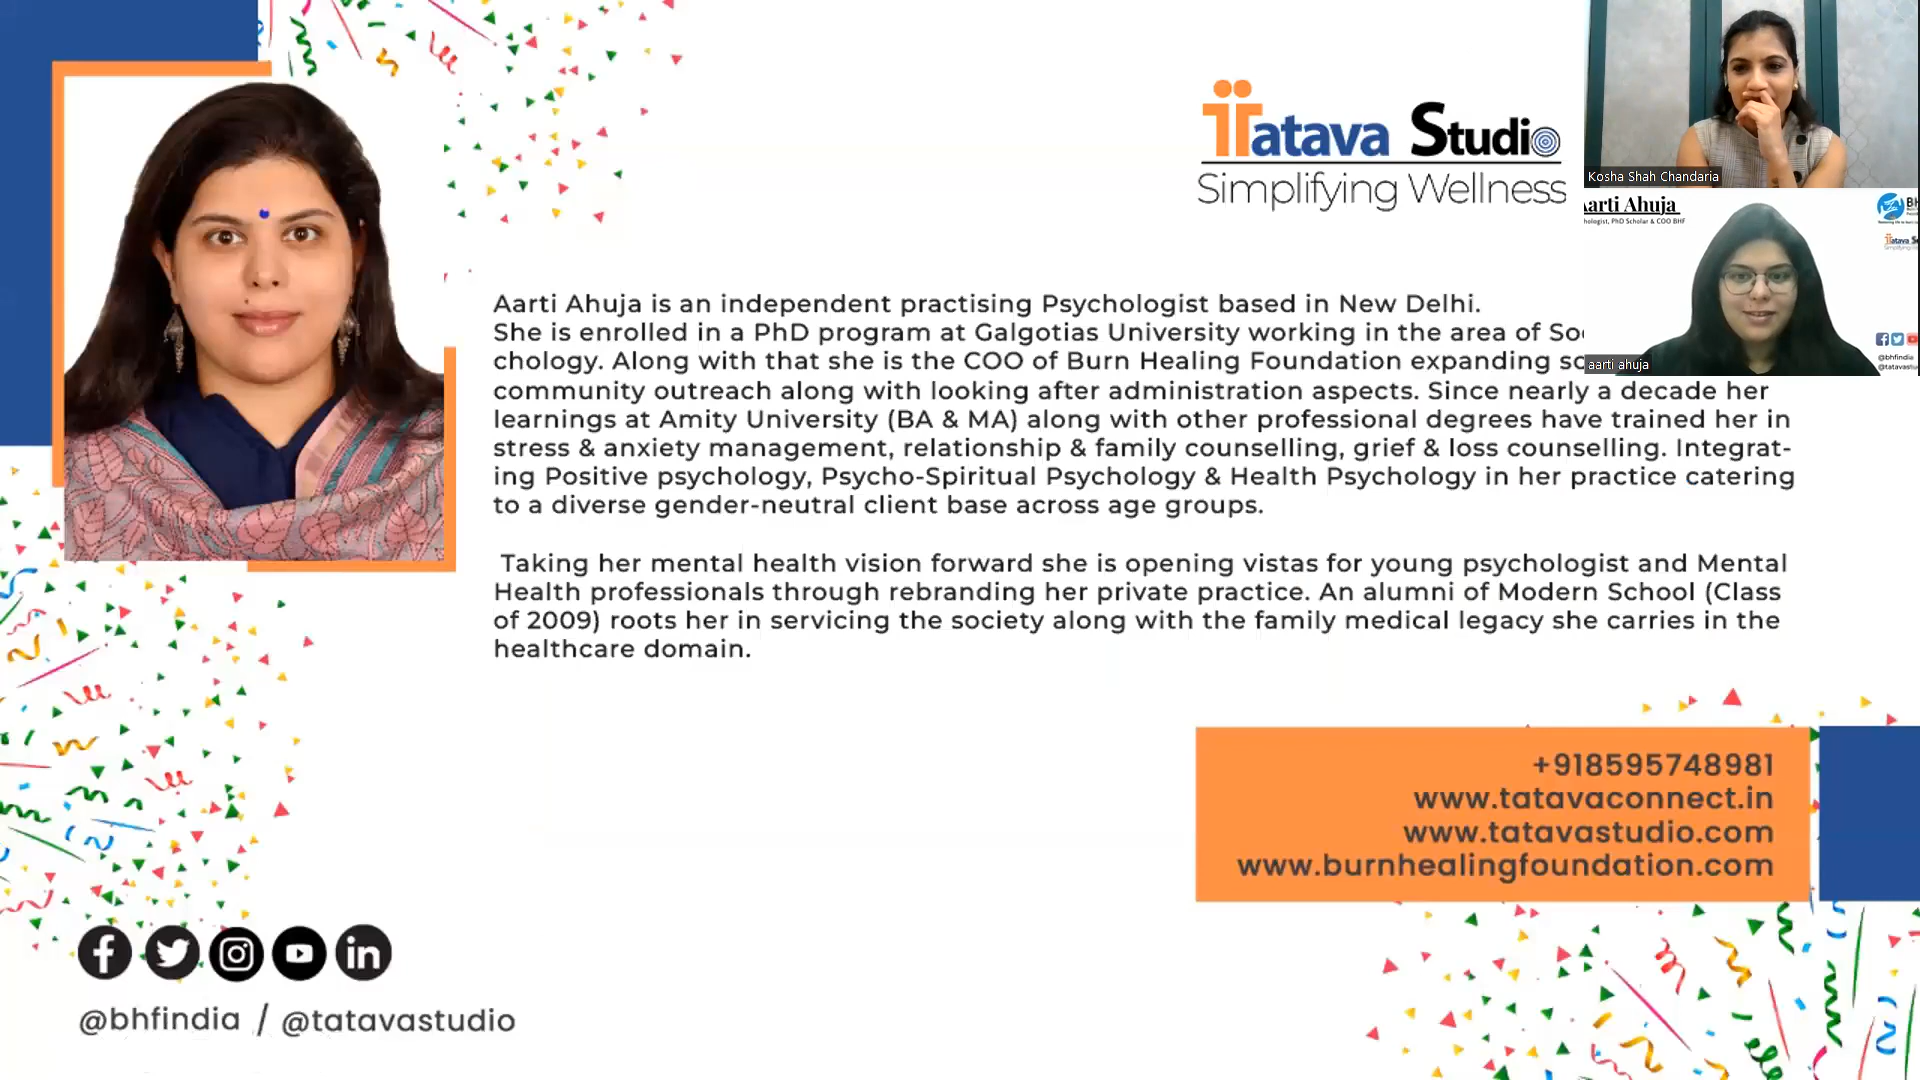 Tatava Studio
Simplifying Wellness
Kosha Shah Chandaria
Aarti Ahuja
PhD Scholar & COO BHF
aarti ahuja
@bhfindia
Aarti Ahuja is an independent practising Psychologist based in New Delhi.
She is enrolled in a PhD program at Galgotias University working in the area of
chology. Along with that she is the COO of Burn Healing Foundation expanding
community outreach along with looking after administration aspects. Since nearly a decade her
learnings at Amity University (BA & MA) along with other professional degrees have trained her in
stress & anxiety management, relationship & family counselling, grief & loss counselling. Integrat-
ing Positive psychology, Psycho-Spiritual Psychology & Health Psychology in her practice catering
to a diverse gender-neutral client base across age groups.
Taking her mental health vision forward she is opening vistas for young psychologist and Mental
Health professionals through rebranding her private practice. An alumni of Modern School (Class
of 2009) roots her in servicing the society along with the family medical legacy she carries in the
healthcare domain.
+918595748981
www.tatavaconnect.in
www.tatavastudio.com
www.burnhealingfoundation.com
@bhfindia / @tatavastudio